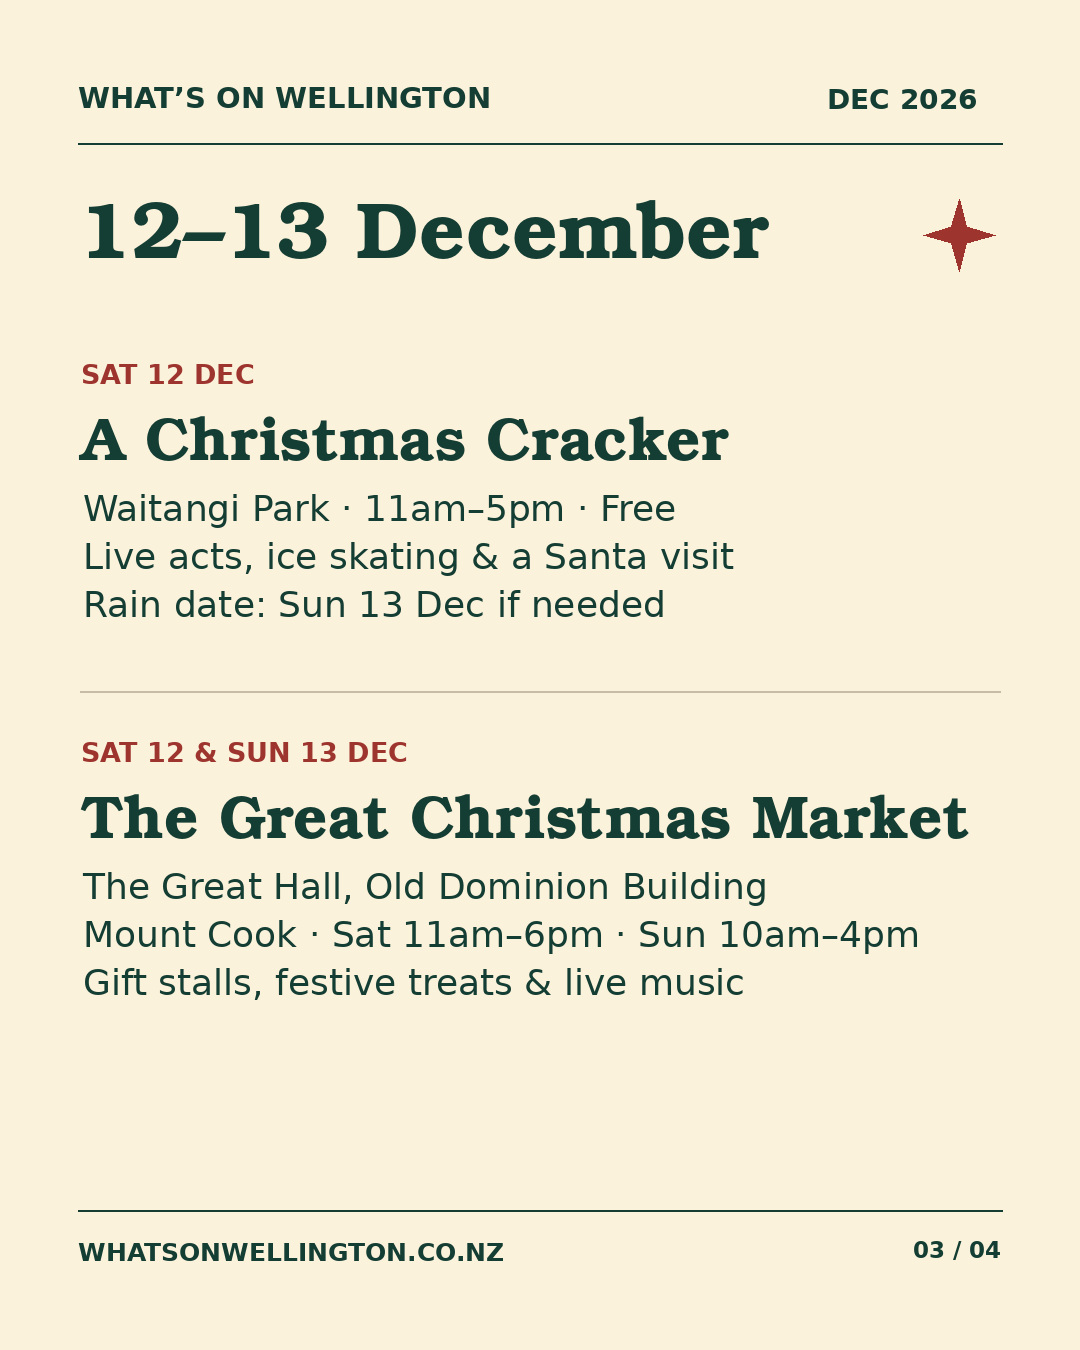 WHAT’S ON WELLINGTON
DEC 2026
12–13 December
SAT 12 DEC
A Christmas Cracker
Waitangi Park · 11am–5pm · Free
Live acts, ice skating & a Santa visit
Rain date: Sun 13 Dec if needed
SAT 12 & SUN 13 DEC
The Great Christmas Market
The Great Hall, Old Dominion Building
Mount Cook · Sat 11am–6pm · Sun 10am–4pm
Gift stalls, festive treats & live music
WHATSONWELLINGTON.CO.NZ
03 / 04